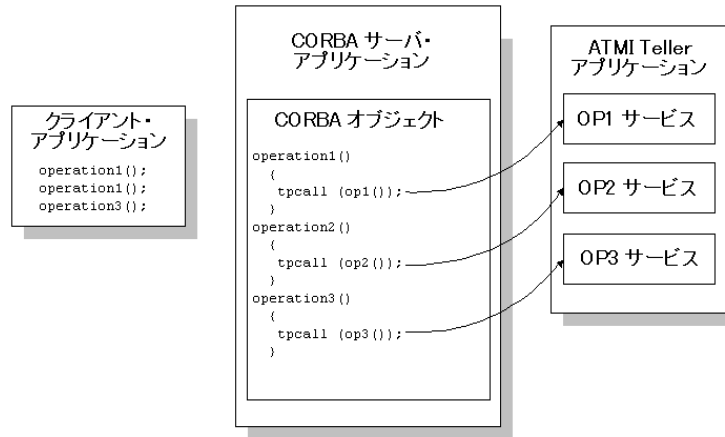 クライアント・
アプリケーション
operation1();
operation1();
operation3();
CORBA サーバ・
アプリケーション
CORBA オブジェクト
operation1()
{
tpcall (op1());
}
operation2()
{
tpcall (op2());
}
operation3()
{
tpcall (op3());
}
ATMI Teller
アプリケーション
OP1 サービス
OP2 サービス
OP3 サービス